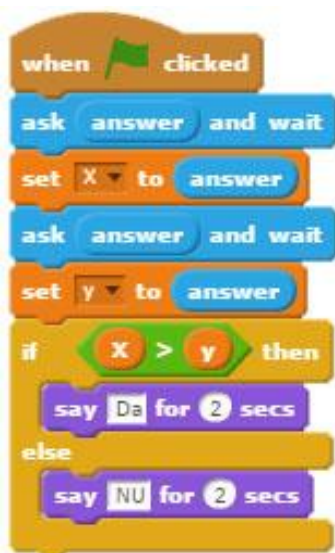 when clicked
ask answer and wait
set X to answer
ask answer and wait
set y to answer
if X > y then
say Da for 2 secs
else
say NU for 2 secs